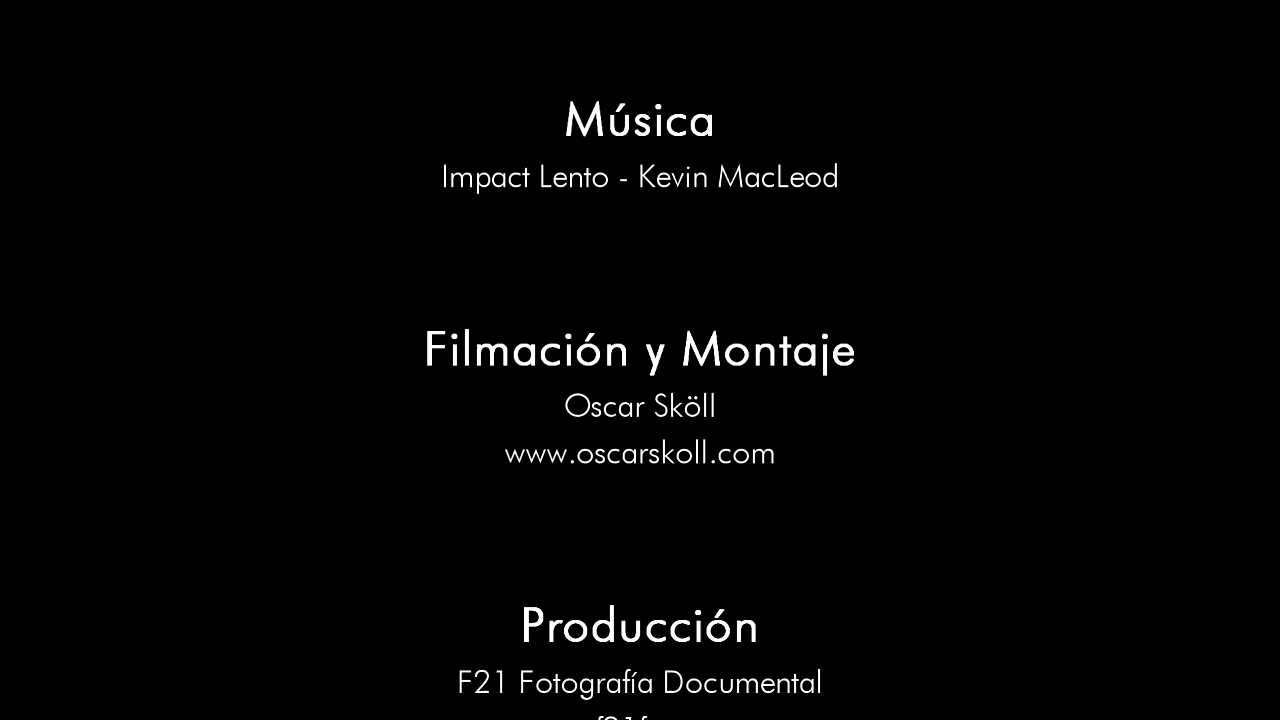 Música
Impact Lento - Kevin MacLeod
Filmación y Montaje
Oscar Sköll
www.oscarskoll.com
Producción
F21 Fotografía Documental